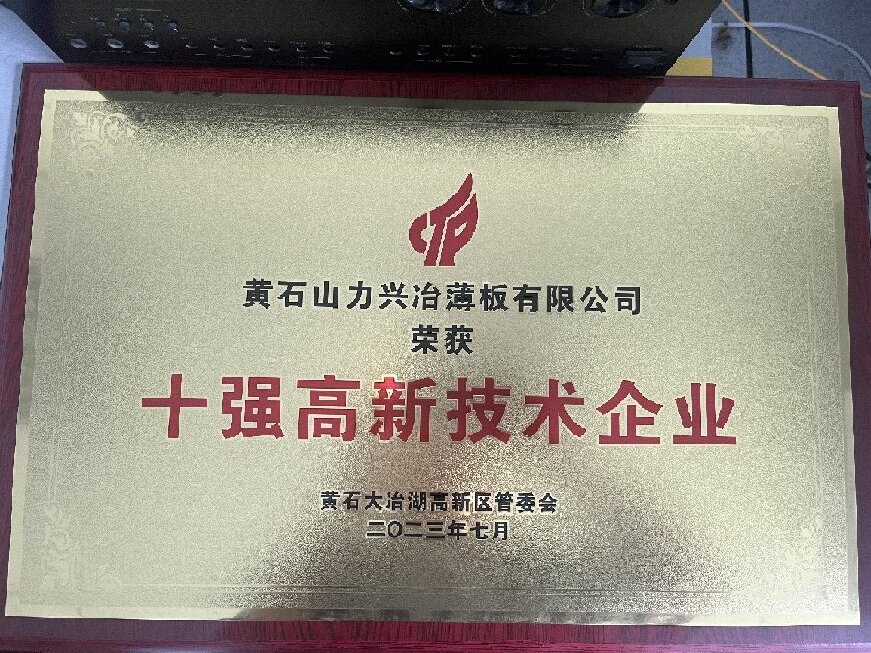 黄石山力兴冶薄板有限公司
荣获
十强高新技术企业
黄石大冶湖高新区管委会
二〇二三年七月